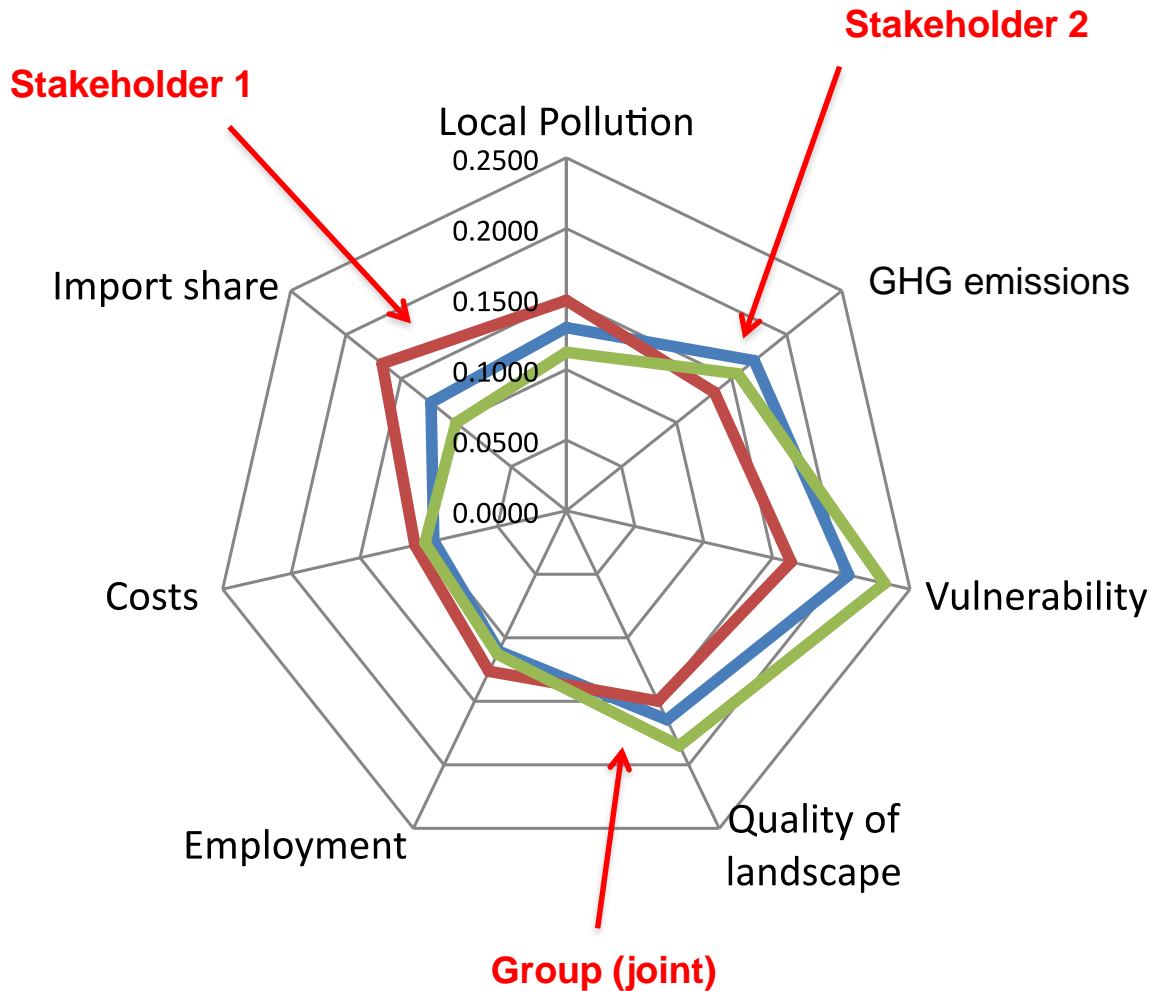 Stakeholder 2
Stakeholder 1
Local Pollution
0.2500
0.2000
0.1500
0.1000
0.0500
0.0000
Import share
GHG emissions
Costs
Vulnerability
Employment
Quality of
landscape
Group (joint)